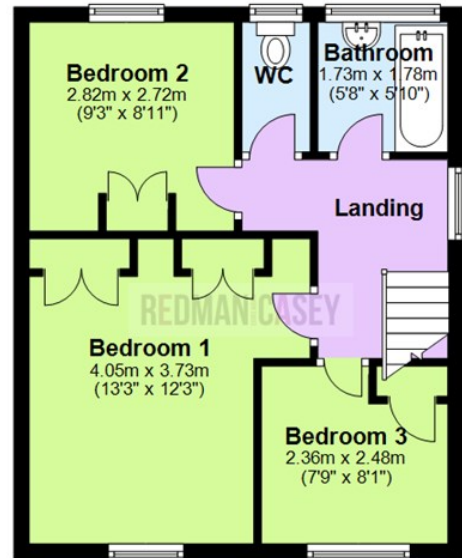 Bedroom 2
2.82m x 2.72m
(9'3" x 8'11")
WC
Bathroom
1.73m x 1.78m
(5'8" x 5'10")
Landing
REDMAN CASEY
Bedroom 1
4.05m x 3.73m
(13'3" x 12'3")
Bedroom 3
2.36m x 2.48m
(7'9" x 8'1")